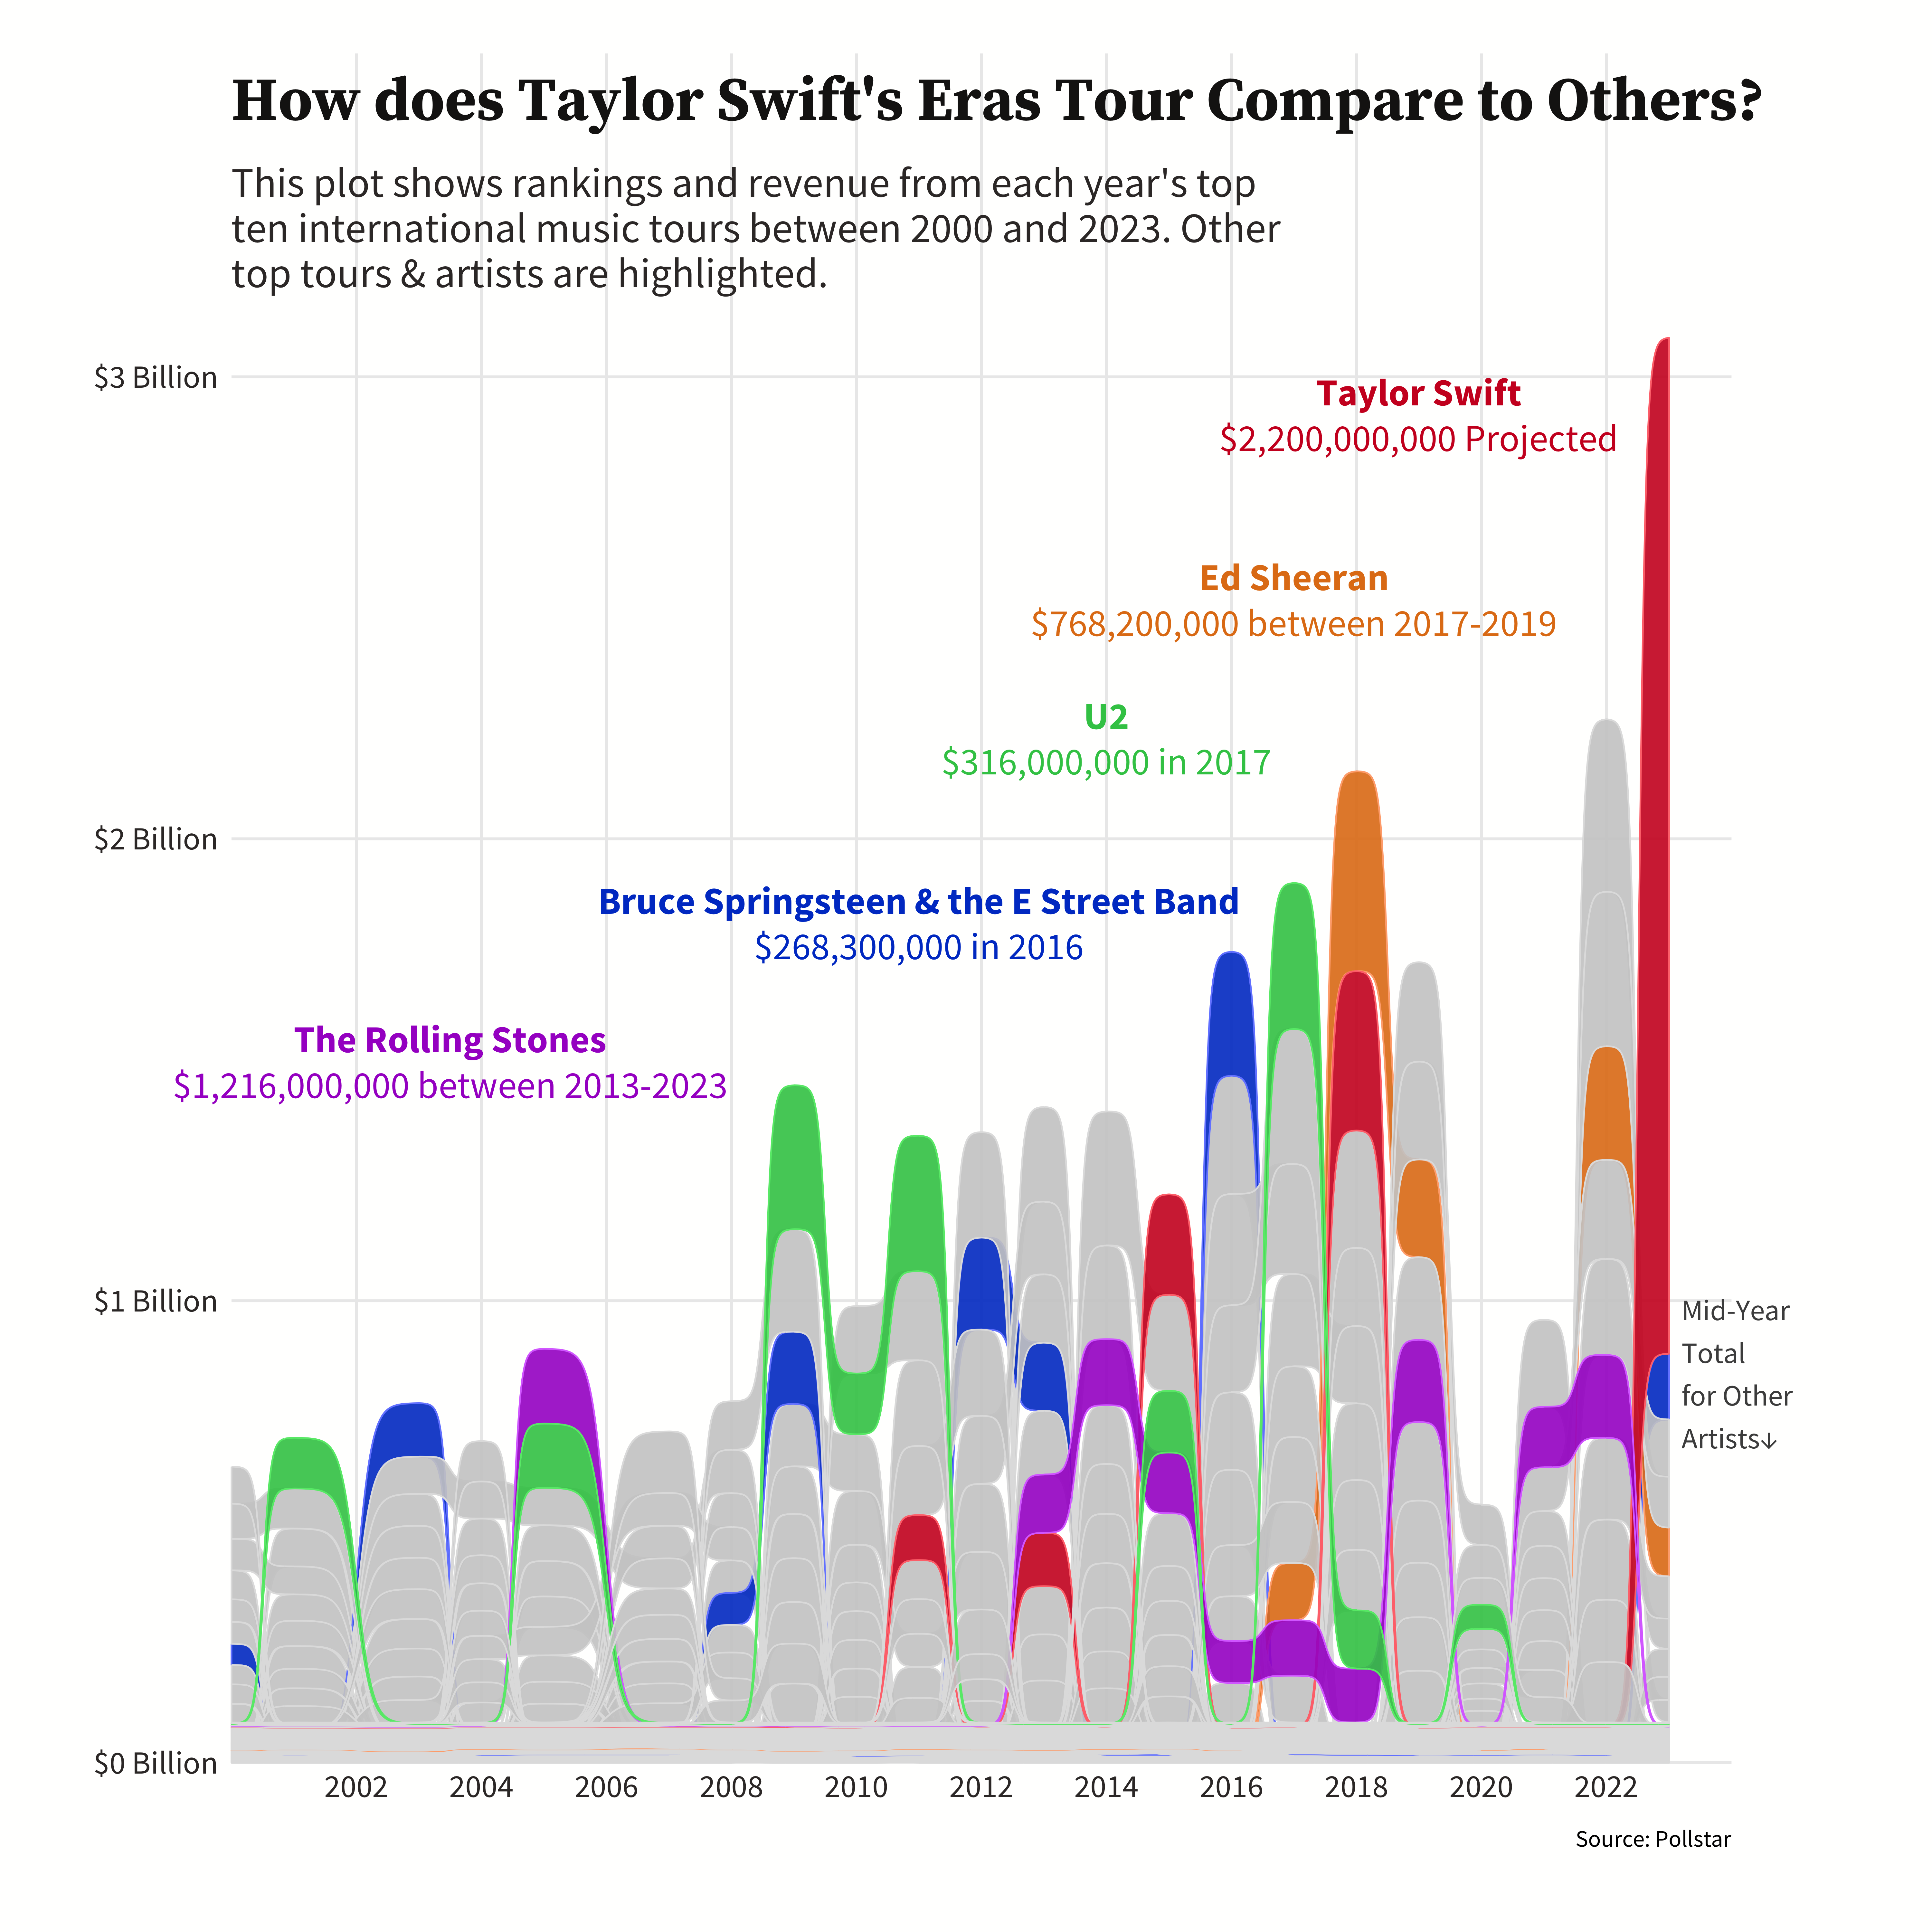 How does Taylor Swift's Eras Tour Compare to Others?
This plot shows rankings and revenue from each year's top
ten international music tours between 2000 and 2023. Other
top tours & artists are highlighted.
$3 Billion
Taylor Swift
$2,200,000,000 Projected
Ed Sheeran
$768,200,000 between 2017-2019
U2
$316,000,000 in 2017
$2 Billion
Bruce Springsteen & the E Street Band
$268,300,000 in 2016
The Rolling Stones
$1,216,000,000 between 2013-2023
$1 Billion
Mid-Year
Total
for Other
Artists↓
$0 Billion
2002 2004 2006 2008 2010 2012 2014 2016 2018 2020 2022
Source: Pollstar